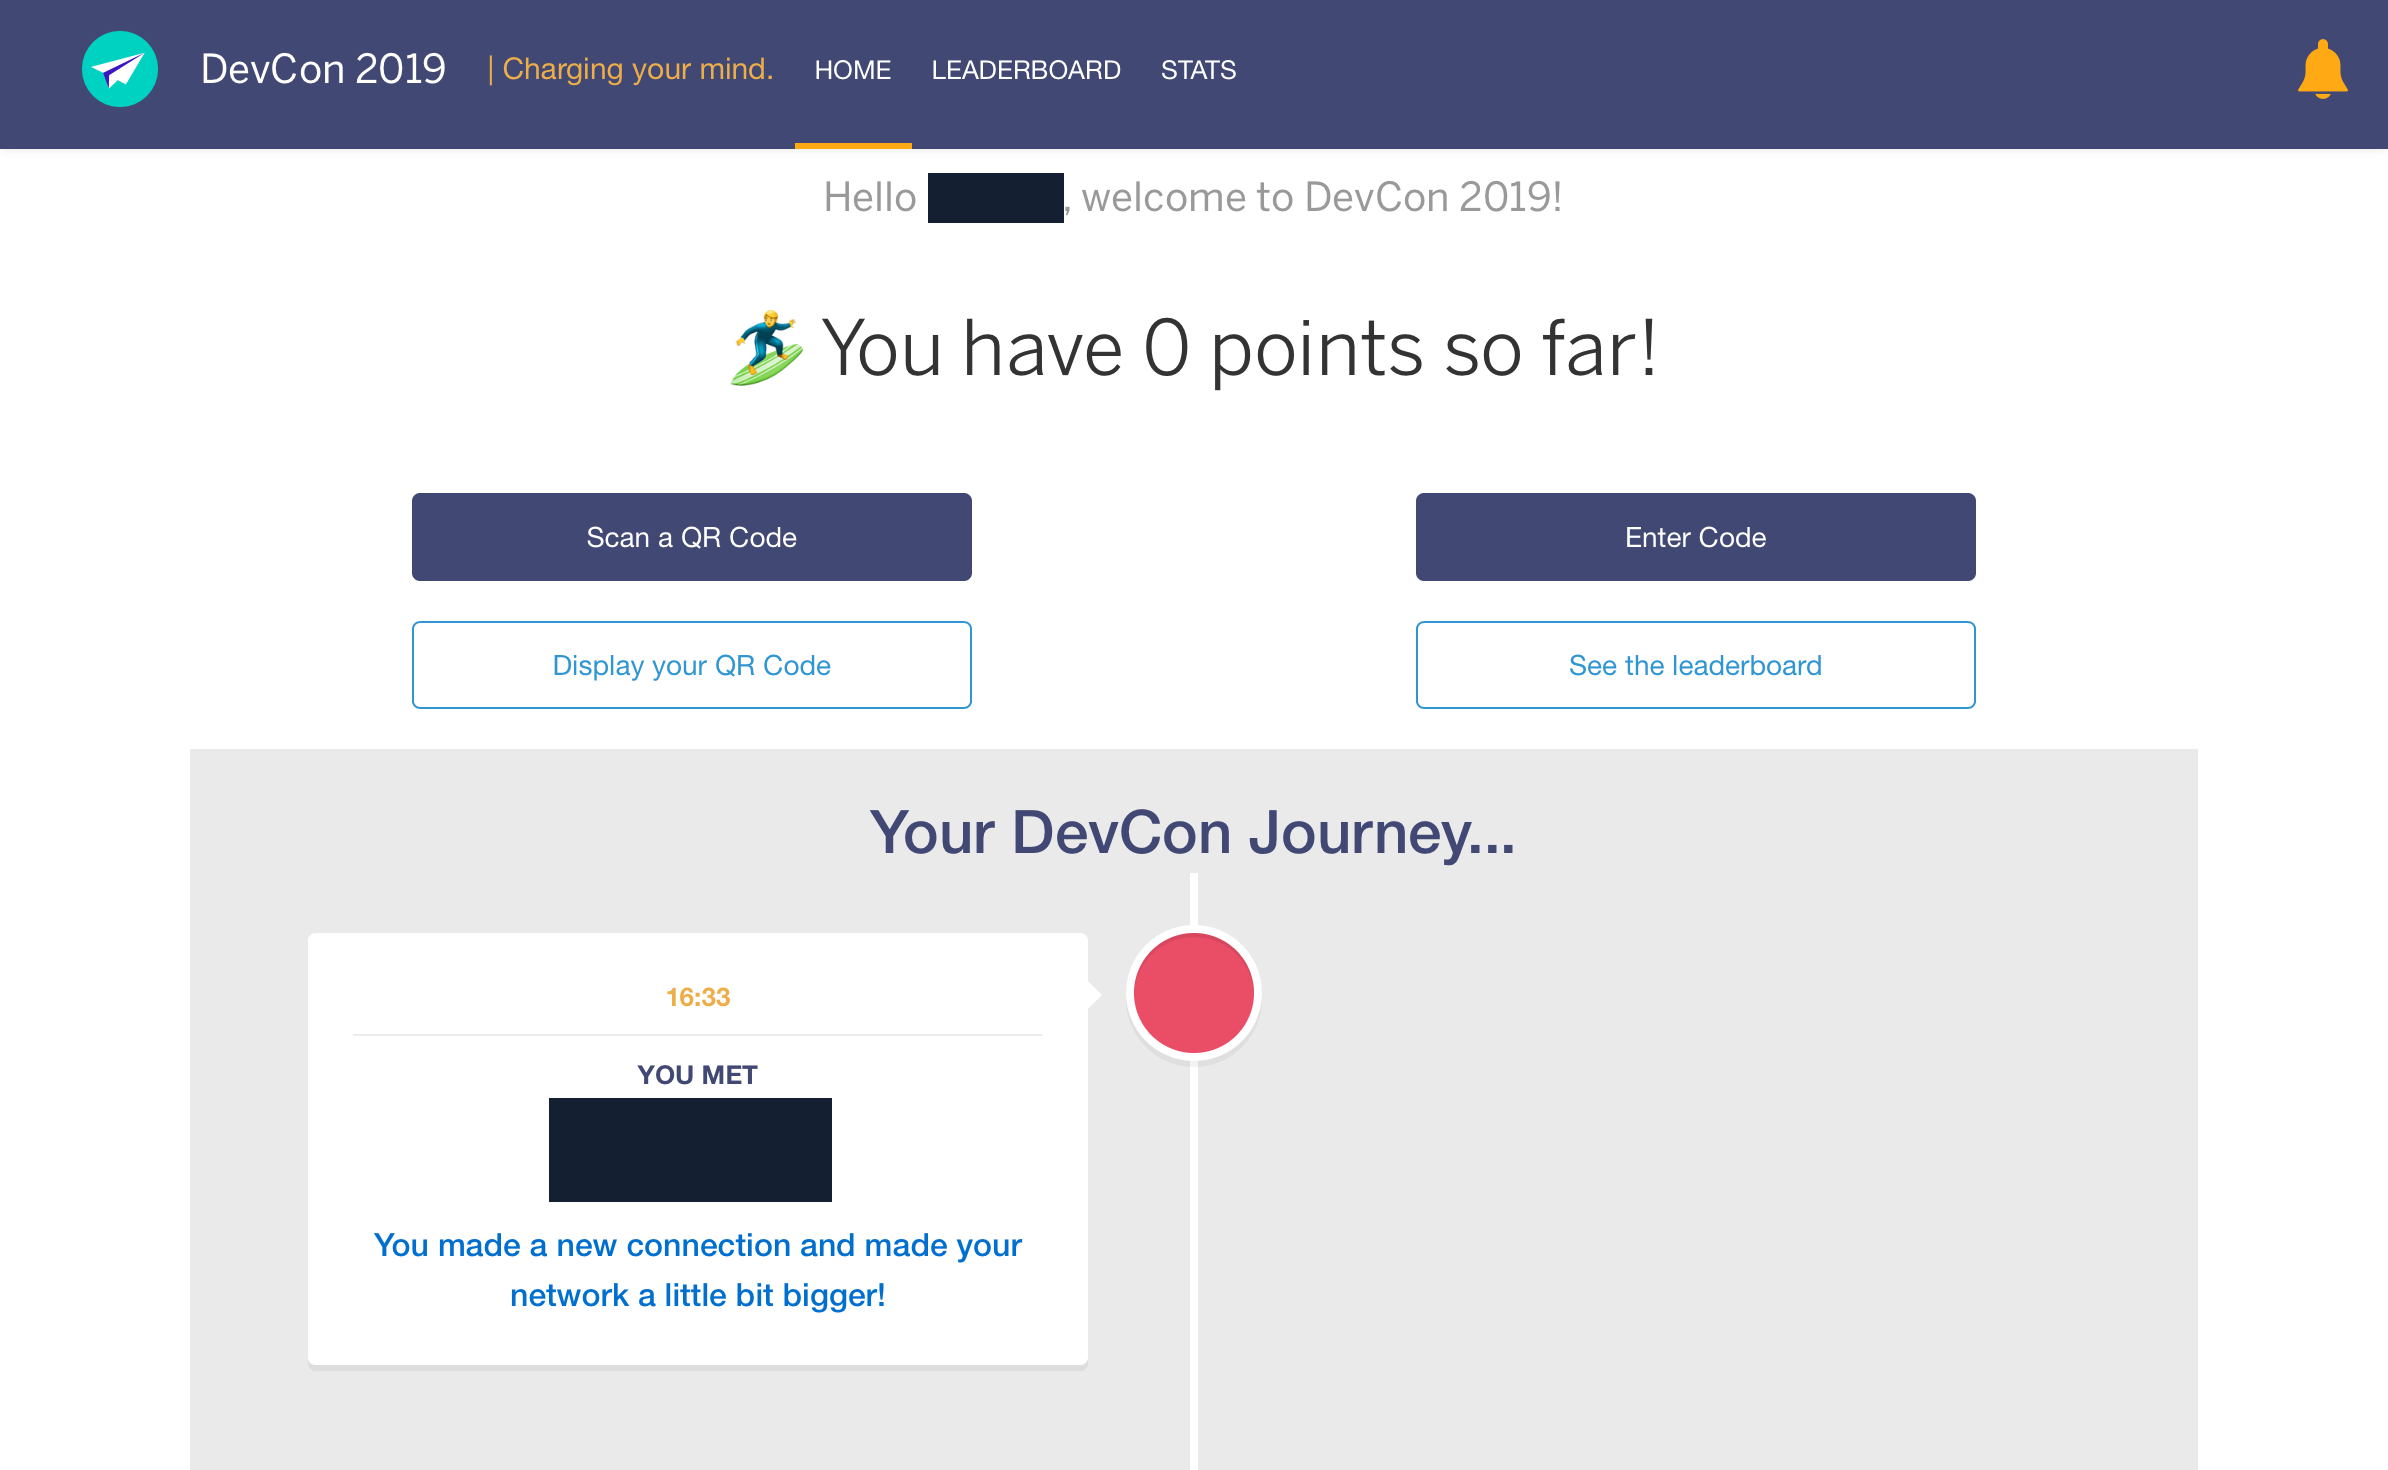 DevCon 2019 | Charging your mind. HOME LEADERBOARD STATS
Hello , welcome to DevCon 2019!
You have 0 points so far!
Scan a QR Code
Enter Code
Display your QR Code
See the leaderboard
Your DevCon Journey...
16:33
YOU MET
You made a new connection and made your
network a little bit bigger!